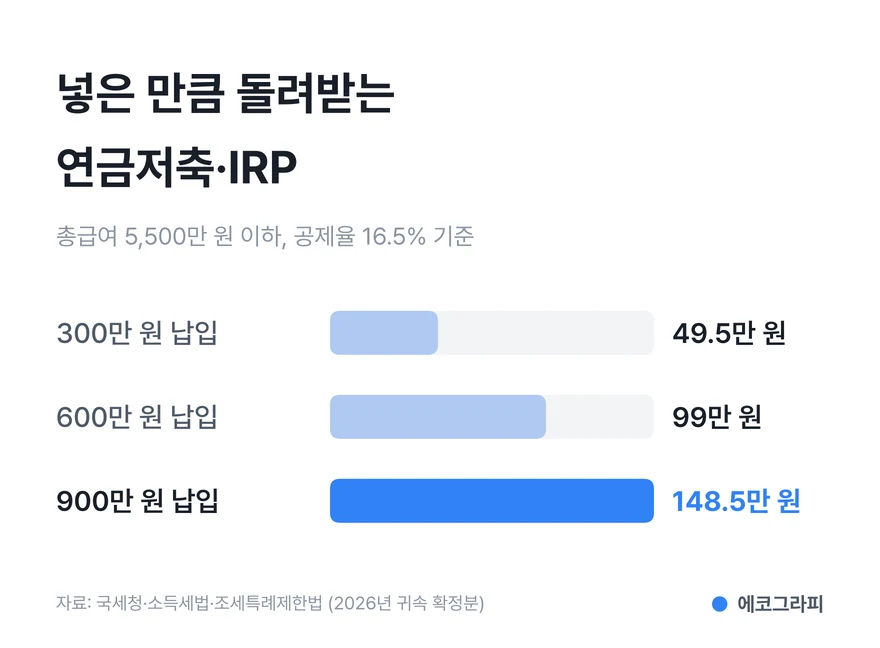 넣은 만큼 돌려받는
연금저축·IRP
총급여 5,500만 원 이하, 공제율 16.5% 기준
300만 원 납입 49.5만 원
600만 원 납입 99만 원
900만 원 납입 148.5만 원
자료: 국세청·소득세법·조세특례제한법 (2026년 귀속 확정분)
에코그라피